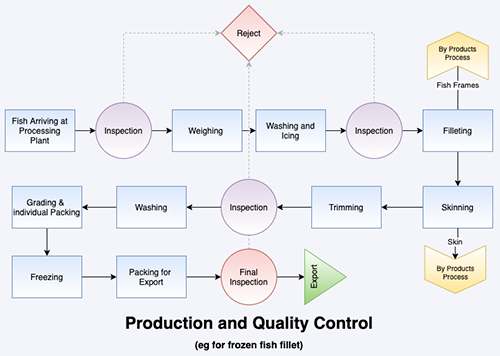 Reject
By Products
Process
Fish Frames
Fish Arriving at
Processing
Plant
Inspection
Weighing
Washing and
Icing
Inspection
Filleting
Grading &
individual Packing
Washing
Inspection
Trimming
Skinning
Skin
By Products
Process
Freezing
Packing for
Export
Final
Inspection
Export
Production and Quality Control
(eg for frozen fish fillet)